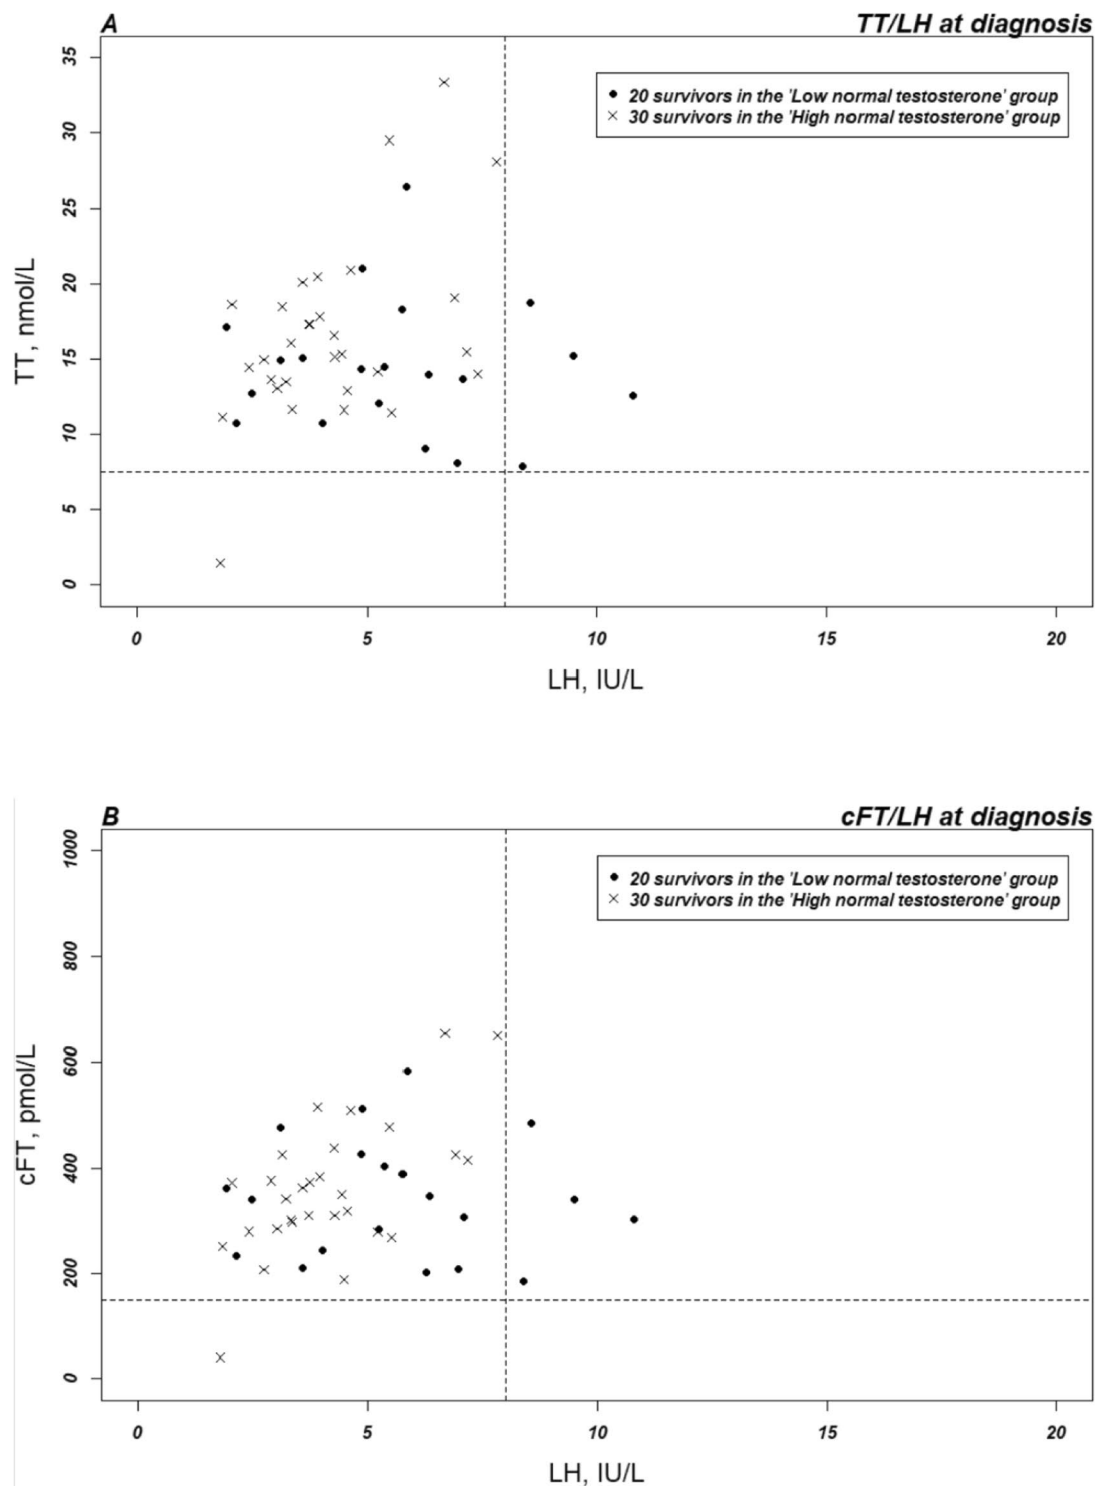 A TT/LH at diagnosis
35
30
25
20
15
10
5
0
TT, nmol/L
● 20 survivors in the 'Low normal testosterone' group
× 30 survivors in the 'High normal testosterone' group
0 5 10 15 20
LH, IU/L
B cFT/LH at diagnosis
1000
800
600
400
200
0
cFT, pmol/L
● 20 survivors in the 'Low normal testosterone' group
× 30 survivors in the 'High normal testosterone' group
0 5 10 15 20
LH, IU/L